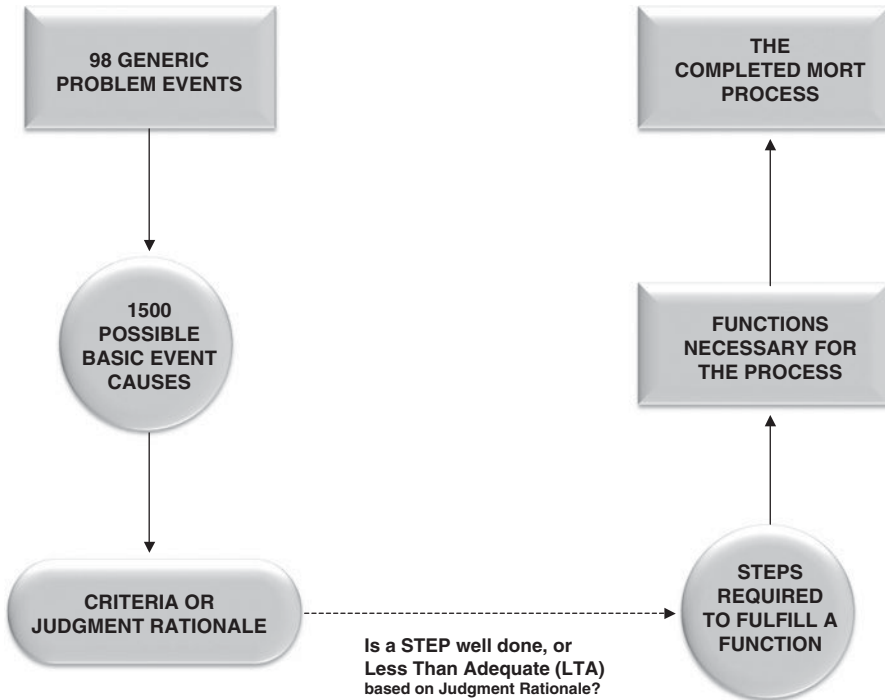 98 GENERIC
PROBLEM EVENTS
1500
POSSIBLE
BASIC EVENT
CAUSES
CRITERIA OR
JUDGMENT RATIONALE
Is a STEP well done, or
Less Than Adequate (LTA)
based on Judgment Rationale?
STEPS
REQUIRED
TO FULFILL A
FUNCTION
FUNCTIONS
NECESSARY FOR
THE PROCESS
THE
COMPLETED MORT
PROCESS